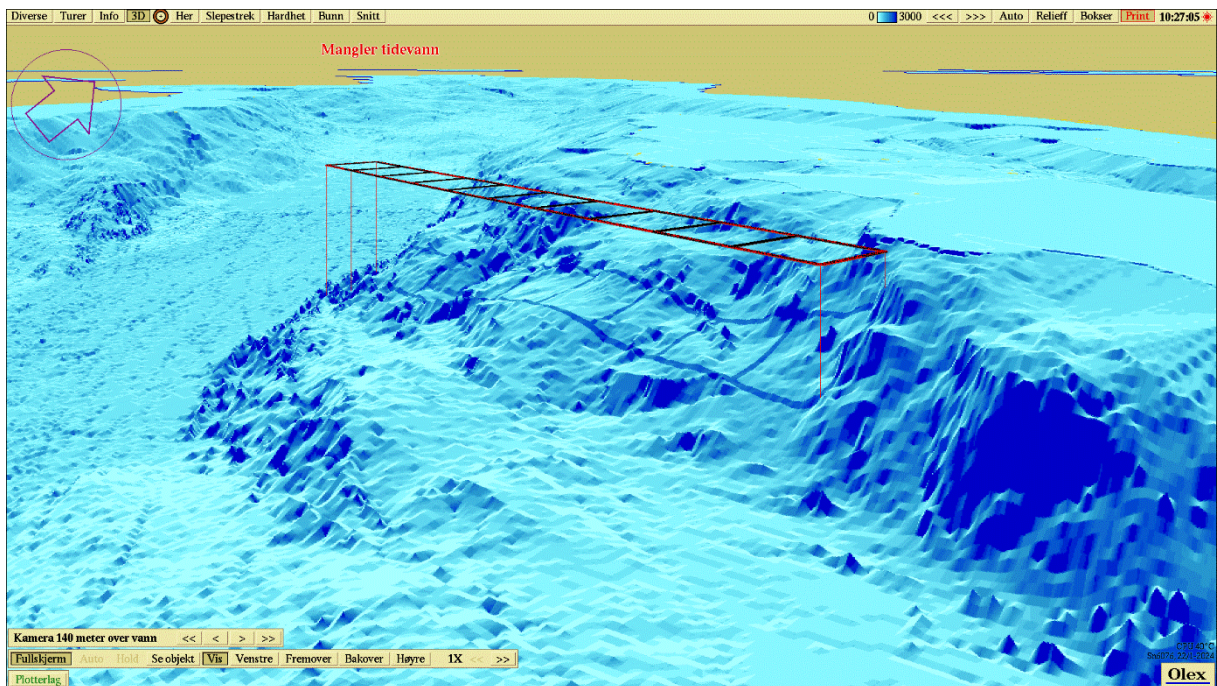 Diverse Turer Info 3D Her Slepestrek Hardhet Bunn Snitt 0 3000 <<< >>> Auto Relieff Bokser Print 10:27:05
Mangler tidevann
Kamera 140 meter over vann << < > >>
Fullskjerm Auto Hold Se objekt Vis Venstre Fremover Bakover Høyre 1X << >>
Plotterlag
Olex